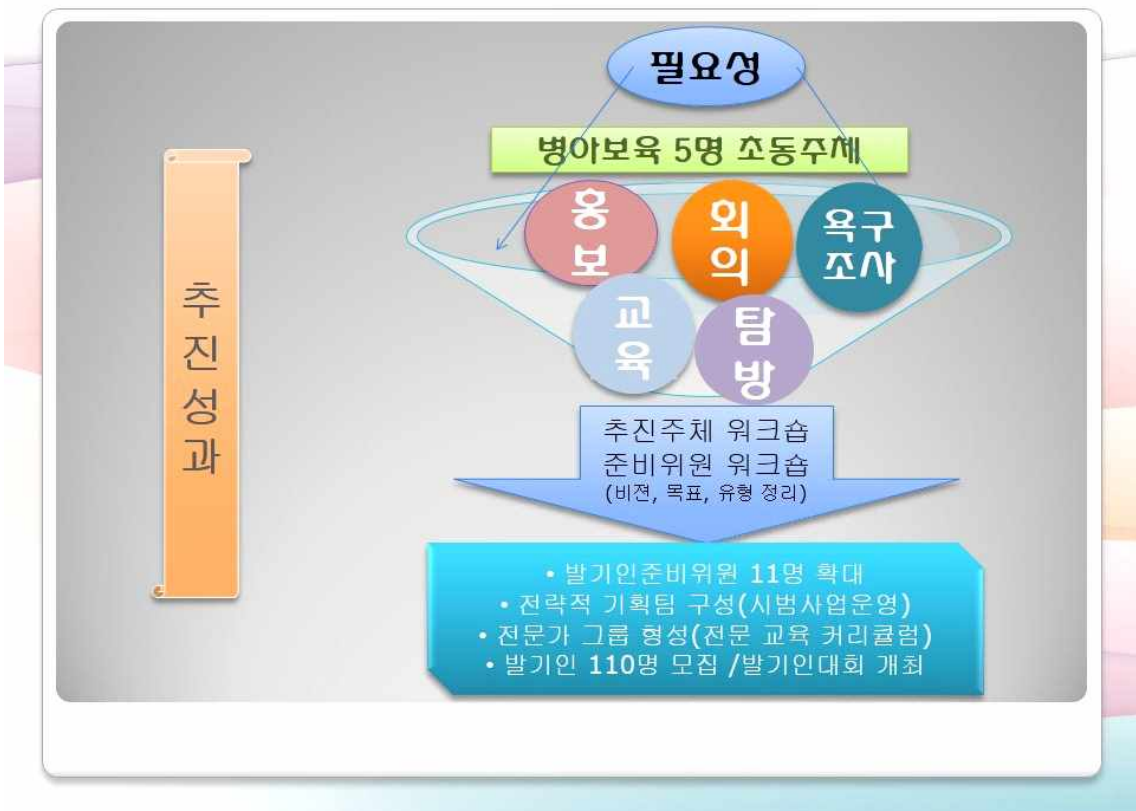 추
진
성
과
필요성
병아보육 5명 초동주체
홍
보
회
의
욕구
조사
교
육
탐
방
추진주체 워크숍
준비위원 워크숍
(비젼, 목표, 유형 정리)
• 발기인준비위원 11명 확대
• 전략적 기획팀 구성(시범사업운영)
• 전문가 그룹 형성(전문 교육 커리큘럼)
• 발기인 110명 모집 /발기인대회 개최